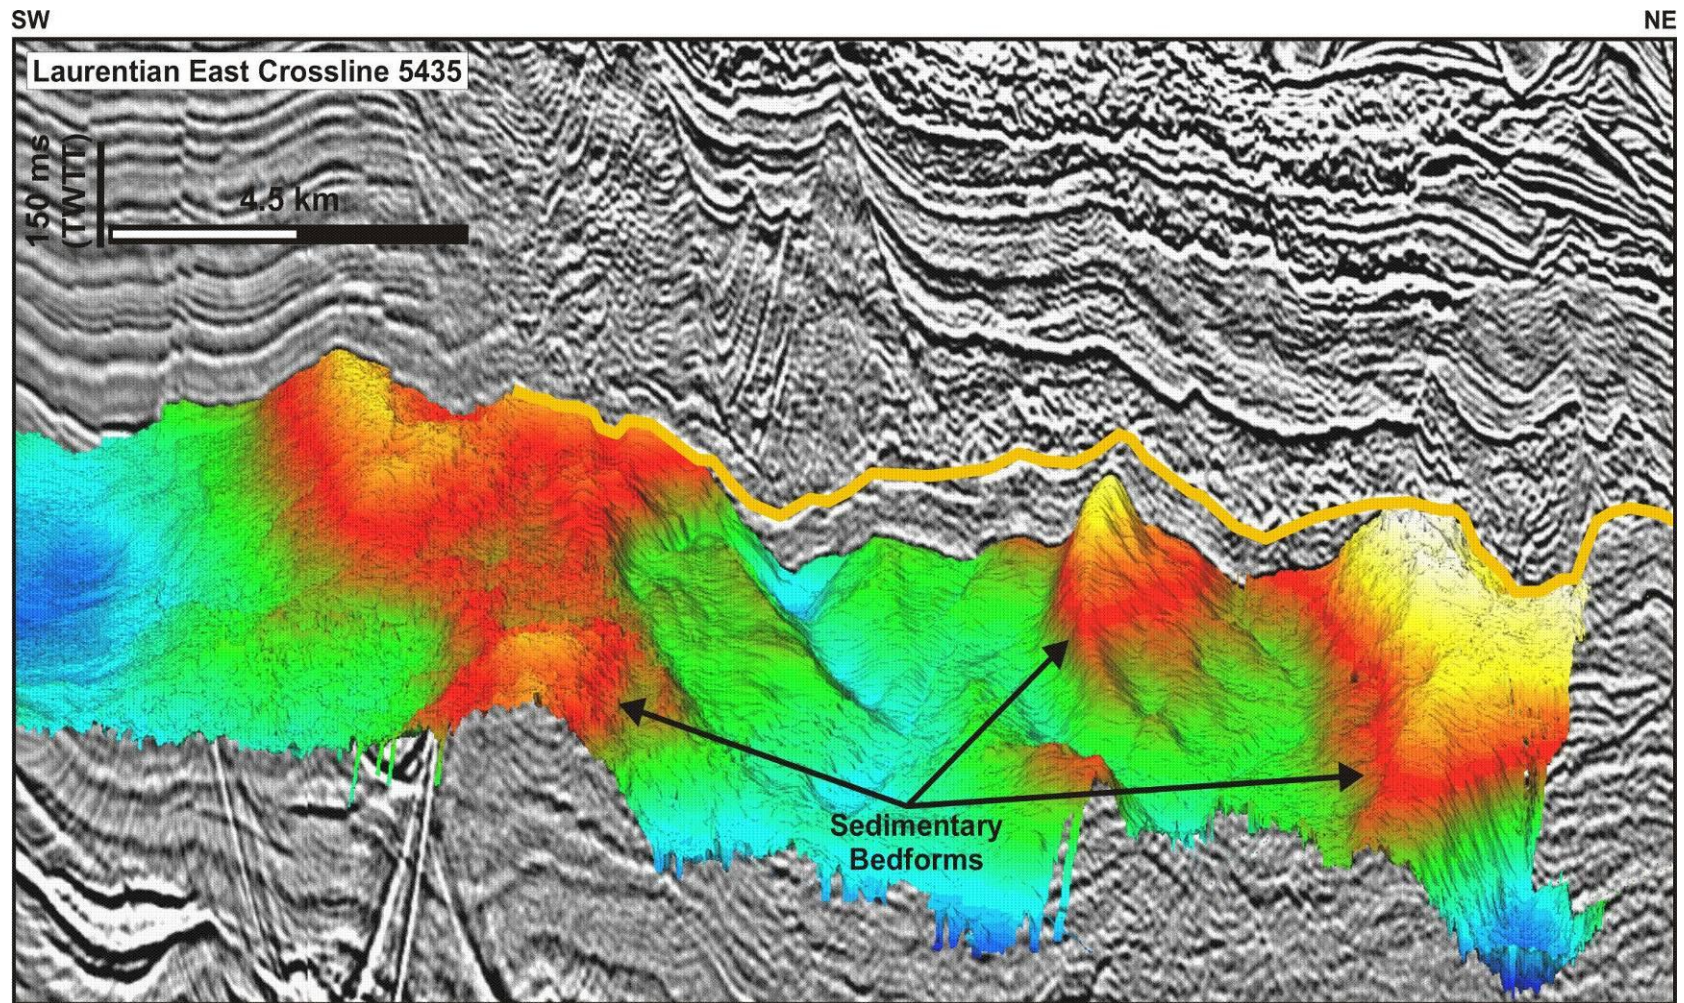 SW
NE
Laurentian East Crossline 5435
150 ms
(TWTT)
4.5 km
Sedimentary
Bedforms